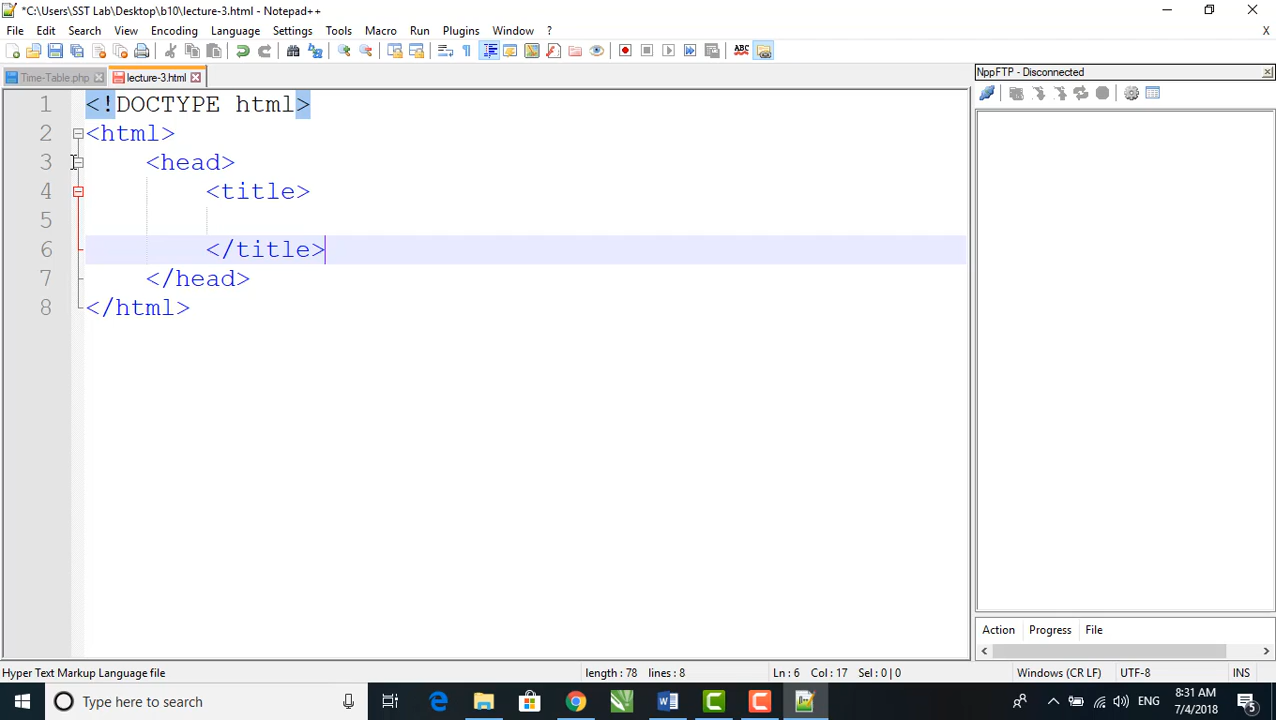 *C:\Users\SST Lab\Desktop\b10\lecture-3.html - Notepad++
File Edit Search View Encoding Language Settings Tools Macro Run Plugins Window ? X
Time-Table.php lecture-3.html
NppFTP - Disconnected
1 <!DOCTYPE html>
2 <html>
3 <head>
4 <title>
5
6 </title>
7 </head>
8 </html>
Action Progress File
Hyper Text Markup Language file length : 78 lines : 8 Ln : 6 Col : 17 Sel : 0 | 0 Windows (CR LF) UTF-8 INS
Type here to search ENG 8:31 AM
7/4/2018 5